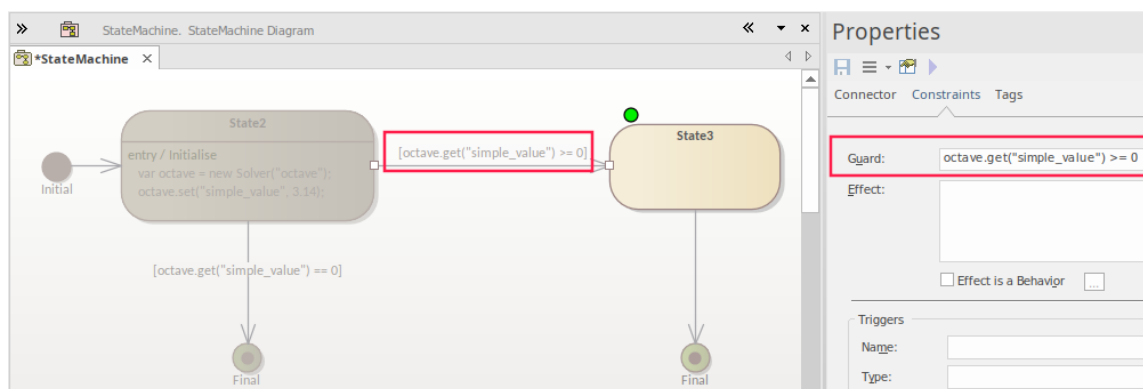 StateMachine. StateMachine Diagram
*StateMachine
State2
entry / Initialise
var octave = new Solver("octave");
octave.set("simple_value", 3.14);
Initial
[octave.get("simple_value") >= 0]
State3
[octave.get("simple_value") == 0]
Final
Final
Properties
Connector Constraints Tags
Guard: octave.get("simple_value") >= 0
Effect:
Effect is a Behavior ...
Triggers
Name:
Type: